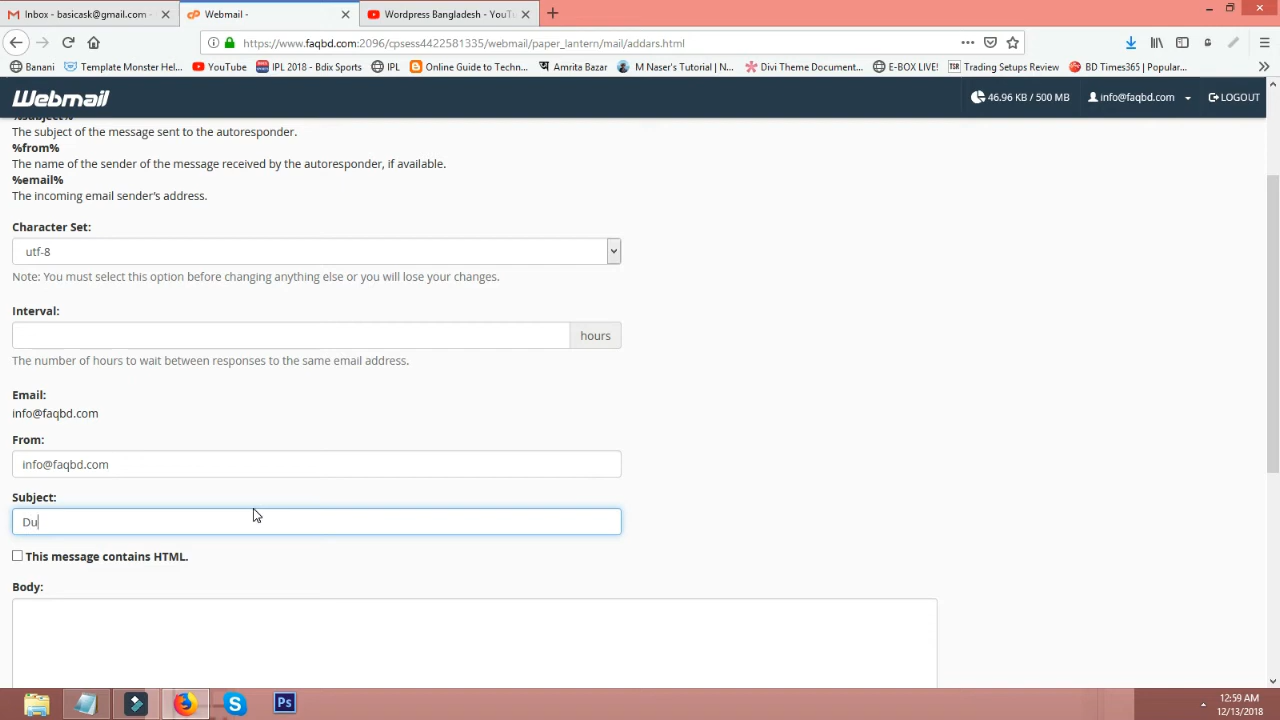 Inbox - basicask@gmail.com -
Webmail -
Wordpress Bangladesh - YouTu
https://www.faqbd.com:2096/cpsess4422581335/webmail/paper_lantern/mail/addars.html
Banani
Template Monster Hel...
YouTube
IPL 2018 - Bdix Sports
IPL
Online Guide to Techn...
Amrita Bazar
M Naser's Tutorial | N...
Divi Theme Document...
E-BOX LIVE!
Trading Setups Review
BD Times365 | Popular...
Webmail
46.96 KB / 500 MB
info@faqbd.com
LOGOUT
%subject%
The subject of the message sent to the autoresponder.
%from%
The name of the sender of the message received by the autoresponder, if available.
%email%
The incoming email sender's address.
Character Set:
utf-8
Note: You must select this option before changing anything else or you will lose your changes.
Interval:
hours
The number of hours to wait between responses to the same email address.
Email:
info@faqbd.com
From:
info@faqbd.com
Subject:
Du
This message contains HTML.
Body:
12:59 AM
12/13/2018